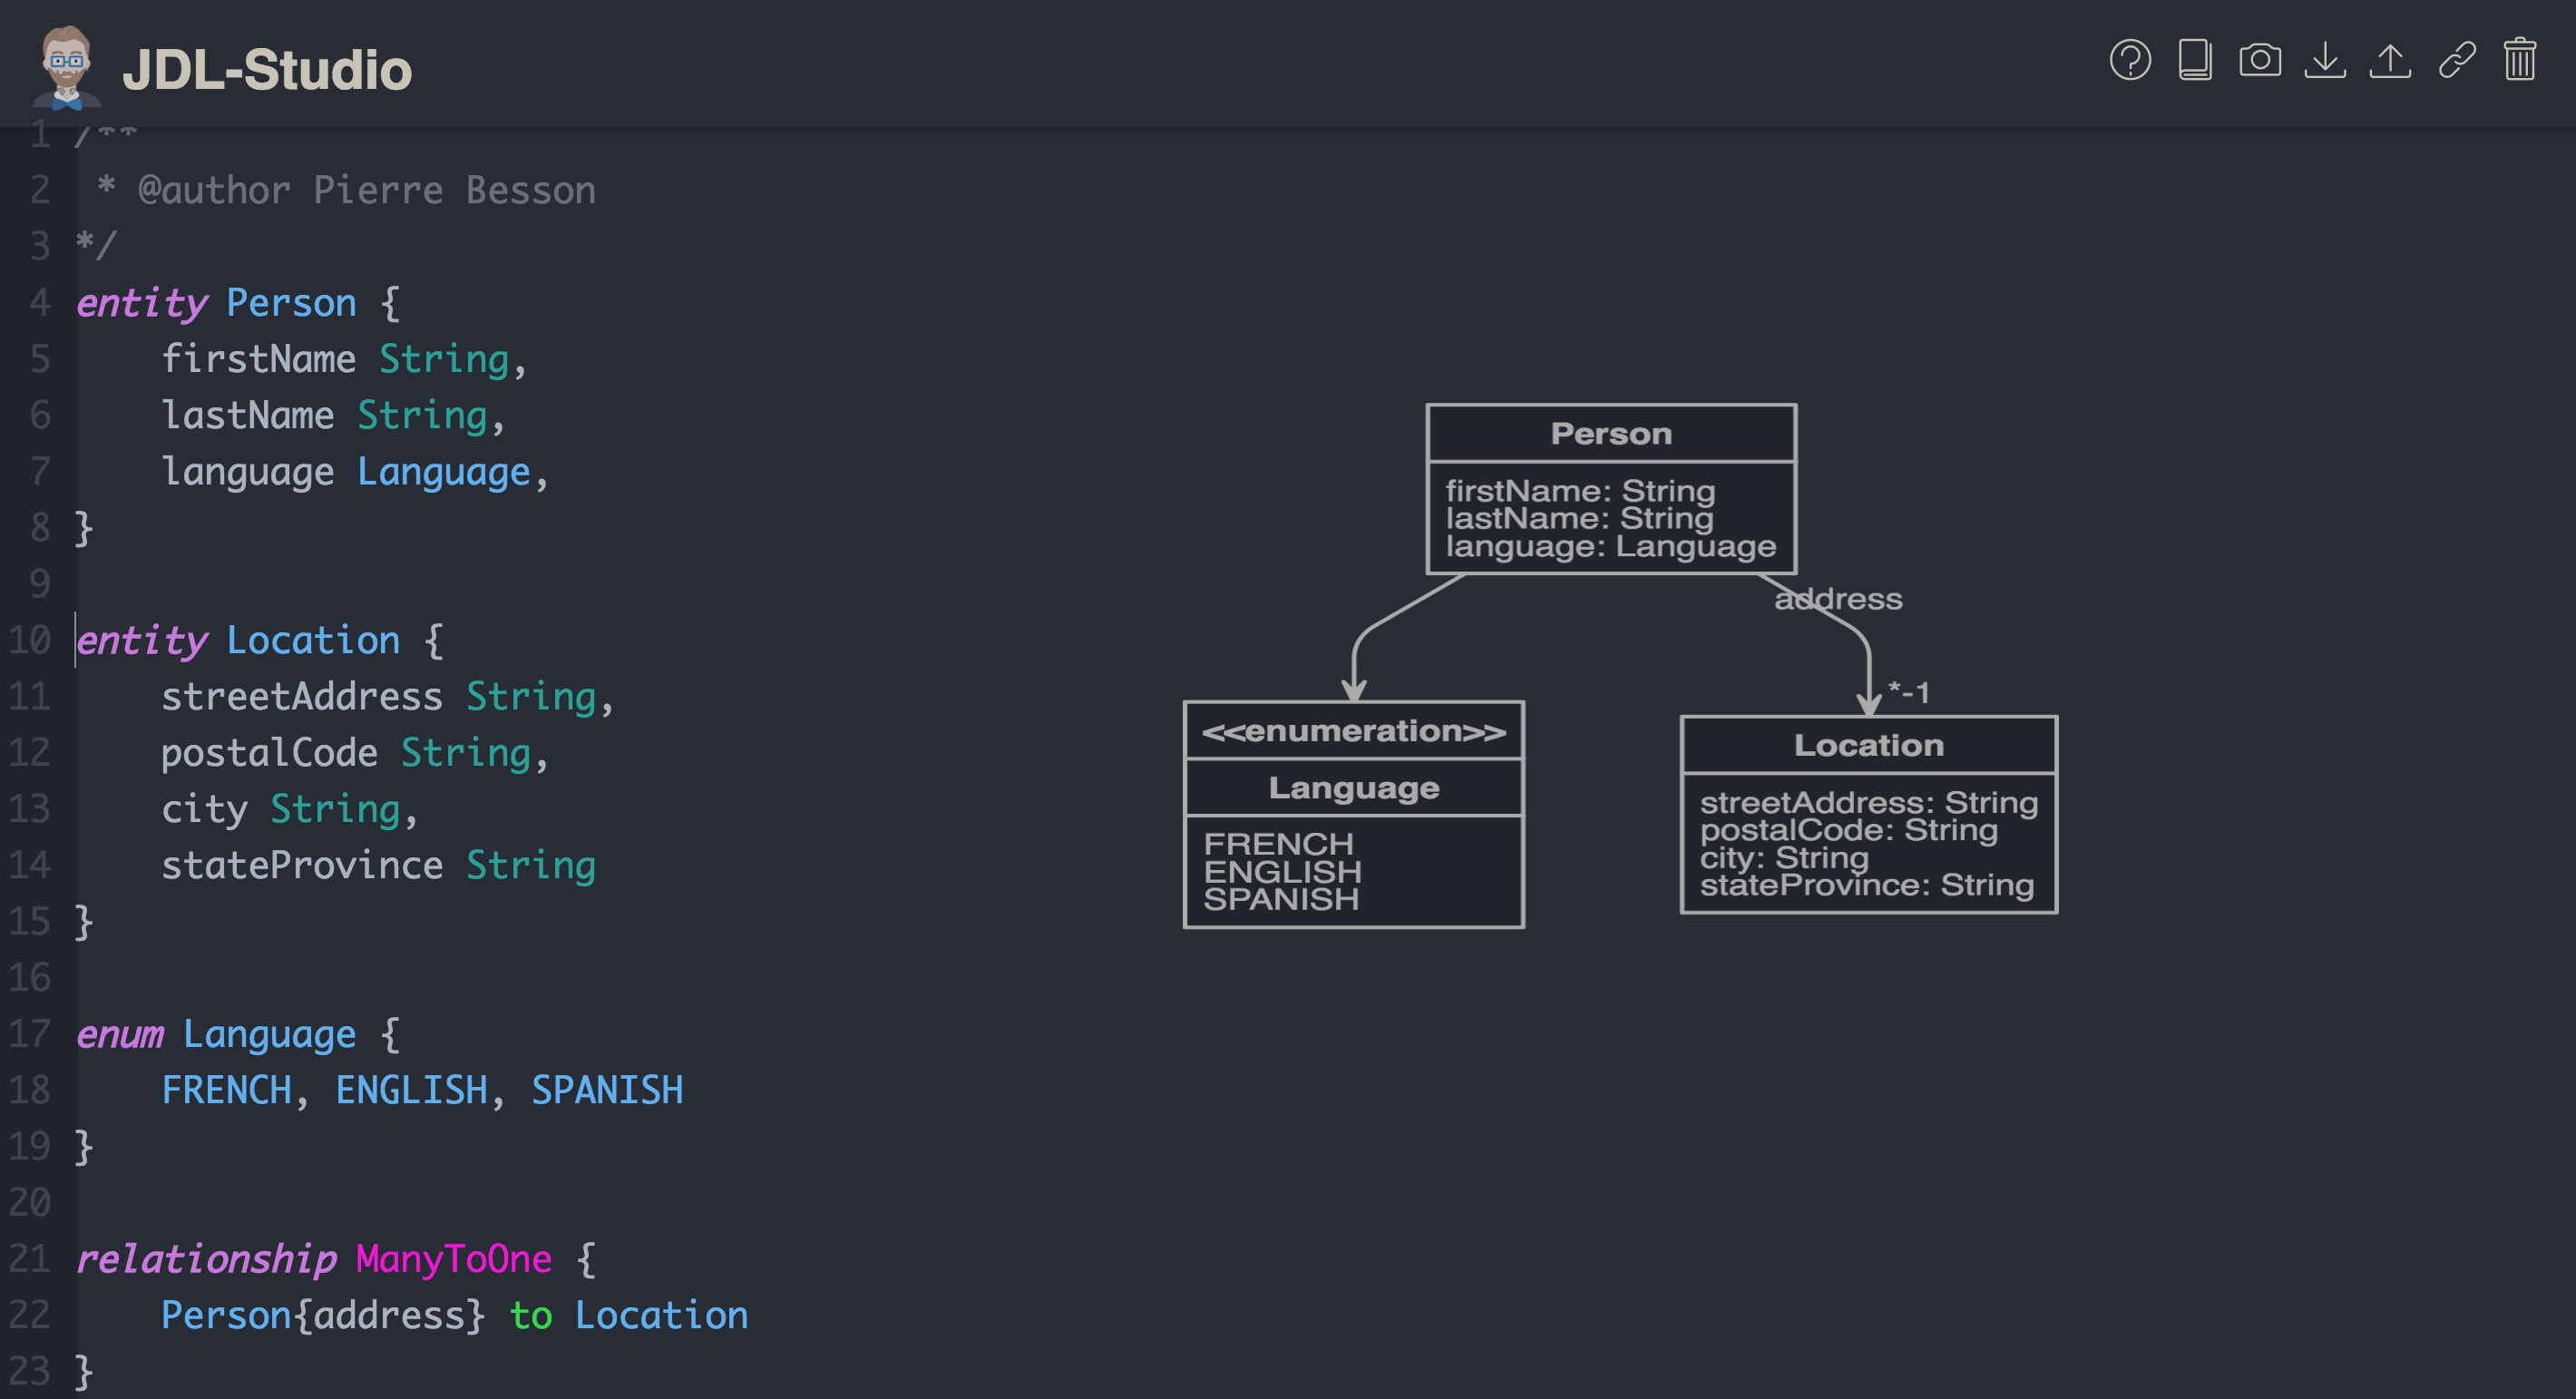 JDL-Studio
1 /**
2  * @author Pierre Besson
3 */
4 entity Person {
5     firstName String,
6     lastName String,
7     language Language,
8 }
9
10 entity Location {
11     streetAddress String,
12     postalCode String,
13     city String,
14     stateProvince String
15 }
16
17 enum Language {
18     FRENCH, ENGLISH, SPANISH
19 }
20
21 relationship ManyToOne {
22     Person{address} to Location
23 }
Person
firstName: String
lastName: String
language: Language
address
*-1
<<enumeration>>
Language
FRENCH
ENGLISH
SPANISH
Location
streetAddress: String
postalCode: String
city: String
stateProvince: String